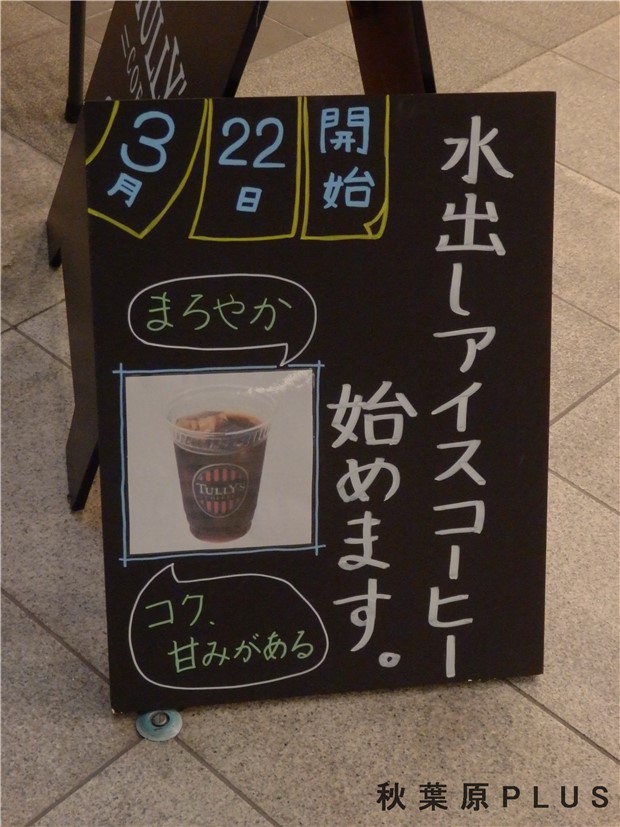 3月
22日
開始
水出しアイスコーヒー
始めます。
まろやか
TULLY'S
コク、
甘みがある
秋葉原PLUS